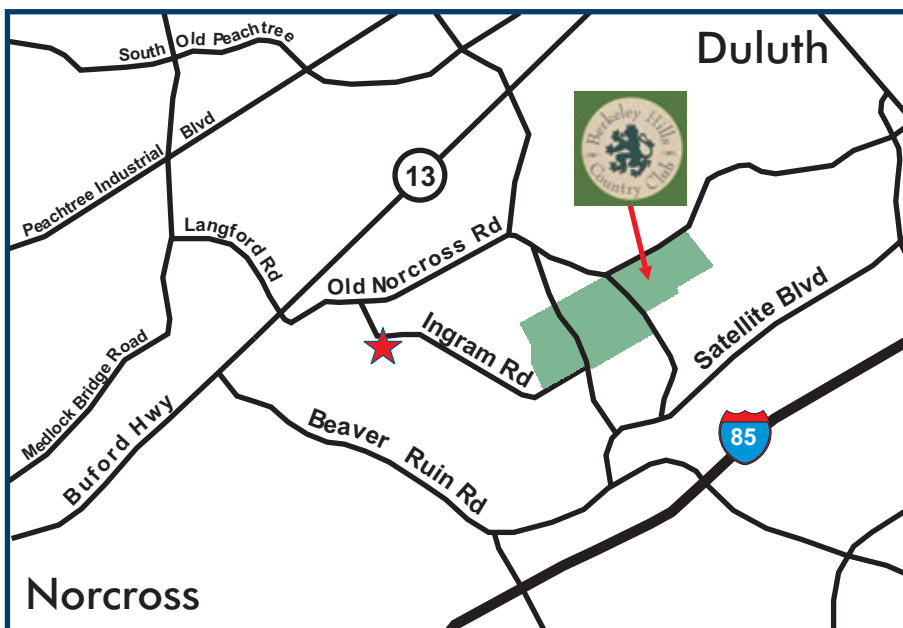 South Old Peachtree
Duluth
Peachtree Industrial Blvd
Berkeley Hills
Country Club
13
Langford Rd
Old Norcross Rd
Ingram Rd
Satellite Blvd
Medlock Bridge Road
Buford Hwy
Beaver Ruin Rd
85
Norcross